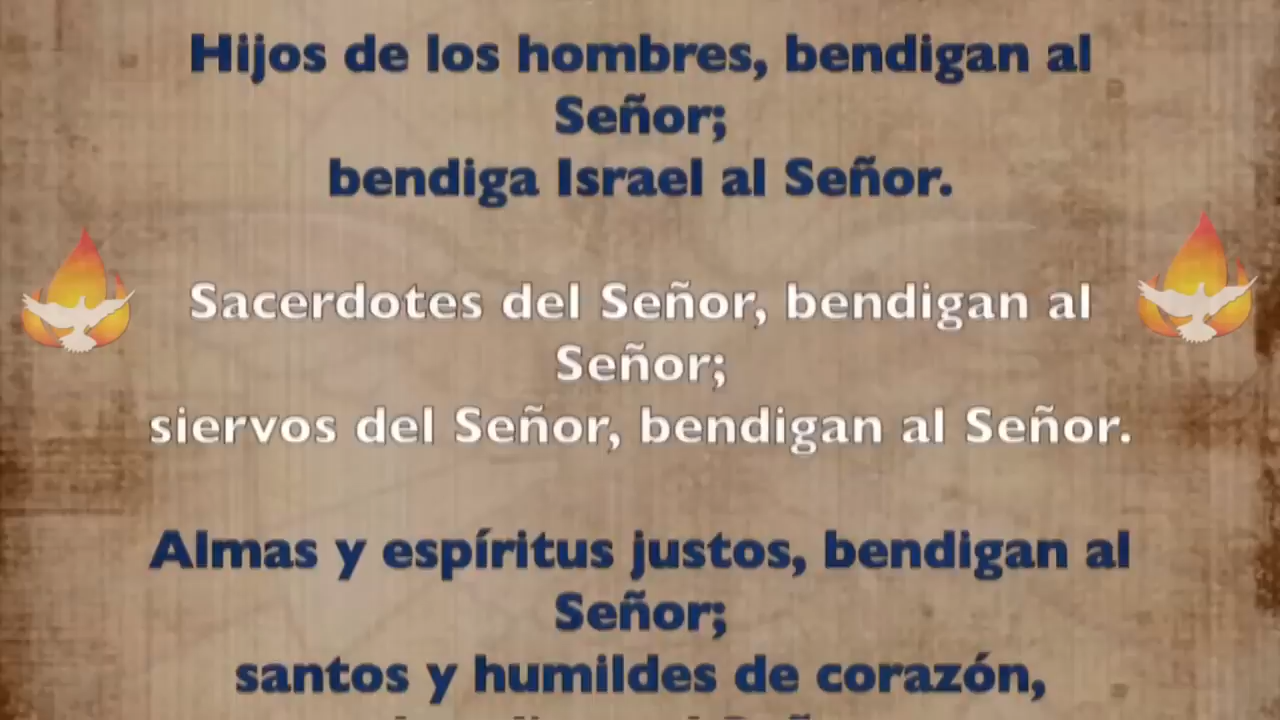 Hijos de los hombres, bendigan al
Señor;
bendiga Israel al Señor.
Sacerdotes del Señor, bendigan al
Señor;
siervos del Señor, bendigan al Señor.
Almas y espíritus justos, bendigan al
Señor;
santos y humildes de corazón,